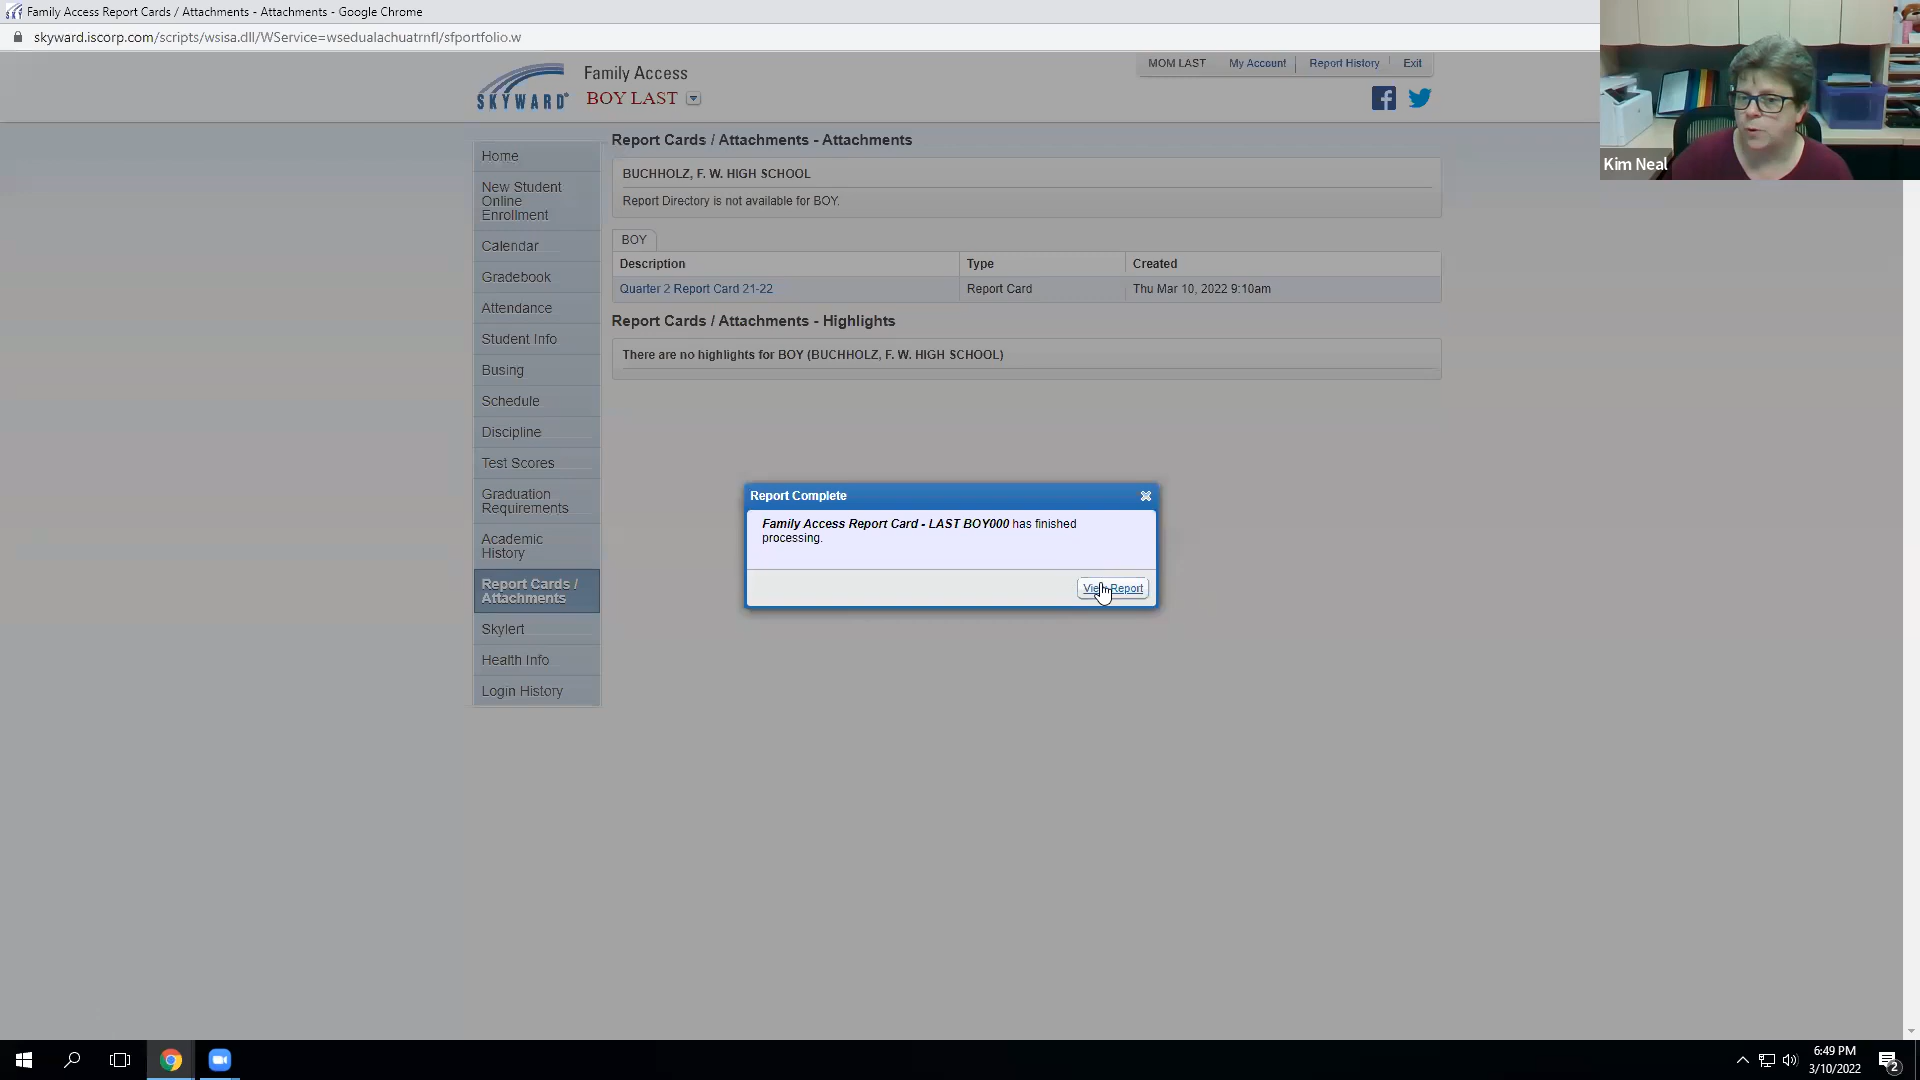 Family Access Report Cards / Attachments - Attachments - Google Chrome
skyward.iscorp.com/scripts/wsisa.dll/WService=wsedualachuatrnfl/sfportfolio.w
SKYWARD
Family Access
BOY LAST
MOM LAST
My Account
Report History
Exit
Kim Neal
Home
New Student
Online
Enrollment
Calendar
Gradebook
Attendance
Student Info
Busing
Schedule
Discipline
Test Scores
Graduation
Requirements
Academic
History
Report Cards /
Attachments
Skylert
Health Info
Login History
Report Cards / Attachments - Attachments
BUCHHOLZ, F. W. HIGH SCHOOL
Report Directory is not available for BOY.
BOY
Description Type Created
Quarter 2 Report Card 21-22 Report Card Thu Mar 10, 2022 9:10am
Report Cards / Attachments - Highlights
There are no highlights for BOY (BUCHHOLZ, F. W. HIGH SCHOOL)
Report Complete
Family Access Report Card - LAST BOY000 has finished
processing.
View Report
6:49 PM
3/10/2022
2